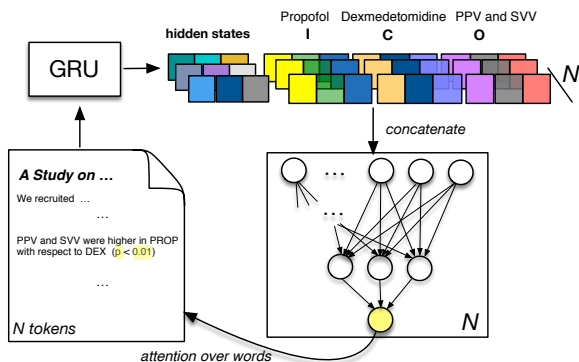 Propofol Dexmedetomidine PPV and SVV
hidden states I C O
GRU
N
concatenate
A Study on ...
We recruited ...
...
PPV and SVV were higher in PROP
with respect to DEX (p < 0.01)
...
N tokens
...
...
N
attention over words